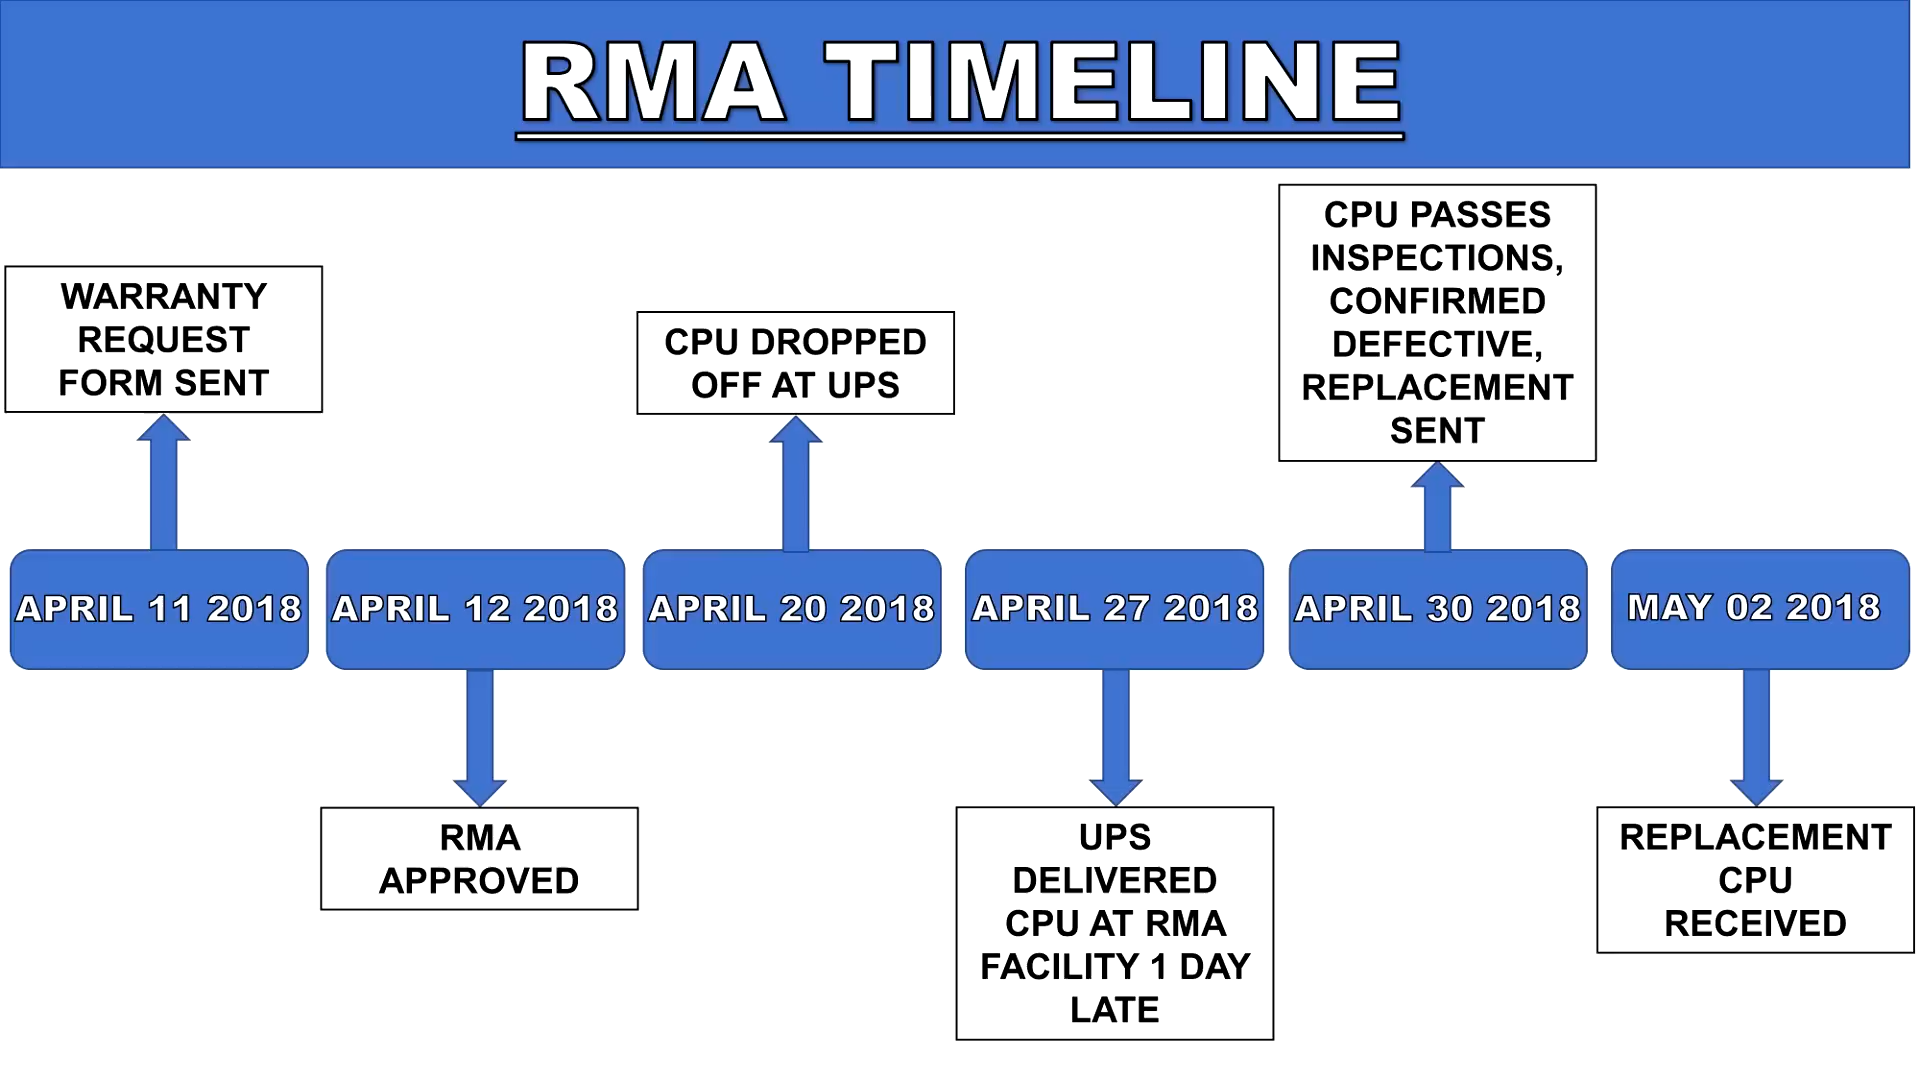 RMA TIMELINE
WARRANTY
REQUEST
FORM SENT
CPU DROPPED
OFF AT UPS
CPU PASSES
INSPECTIONS,
CONFIRMED
DEFECTIVE,
REPLACEMENT
SENT
APRIL 11 2018
APRIL 12 2018
APRIL 20 2018
APRIL 27 2018
APRIL 30 2018
MAY 02 2018
RMA
APPROVED
UPS
DELIVERED
CPU AT RMA
FACILITY 1 DAY
LATE
REPLACEMENT
CPU
RECEIVED